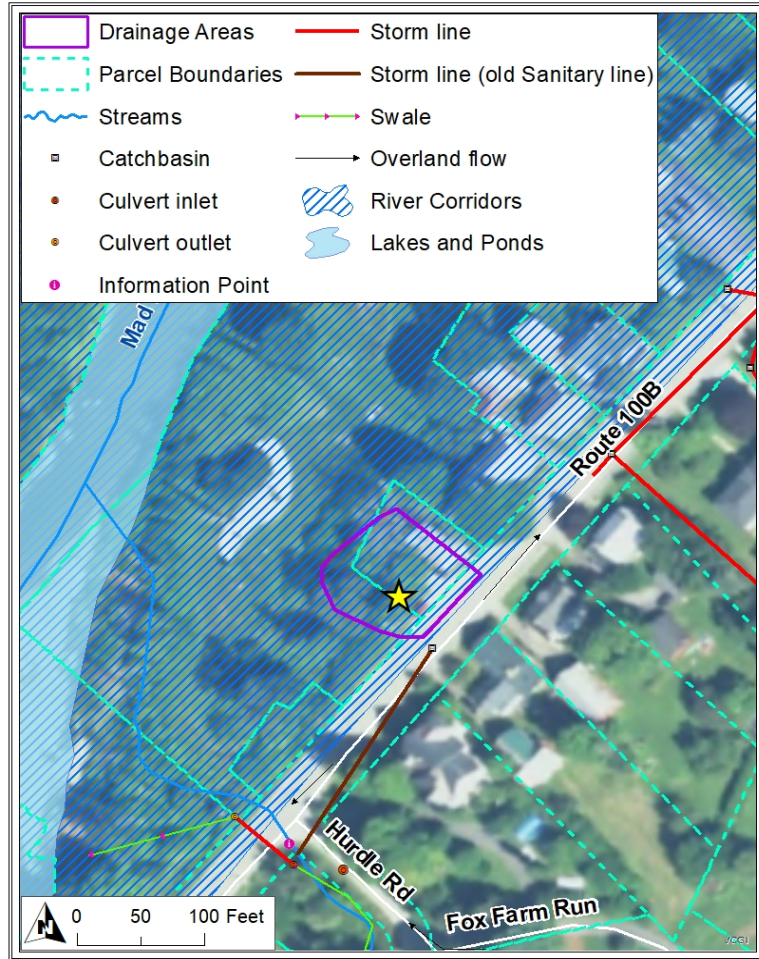 Drainage Areas
Storm line
Parcel Boundaries
Storm line (old Sanitary line)
Streams
Swale
Catchbasin
Overland flow
Culvert inlet
River Corridors
Culvert outlet
Lakes and Ponds
Information Point
Mad
Route 100B
Hurdle Rd
Fox Farm Run
N
0 50 100 Feet
VCGI